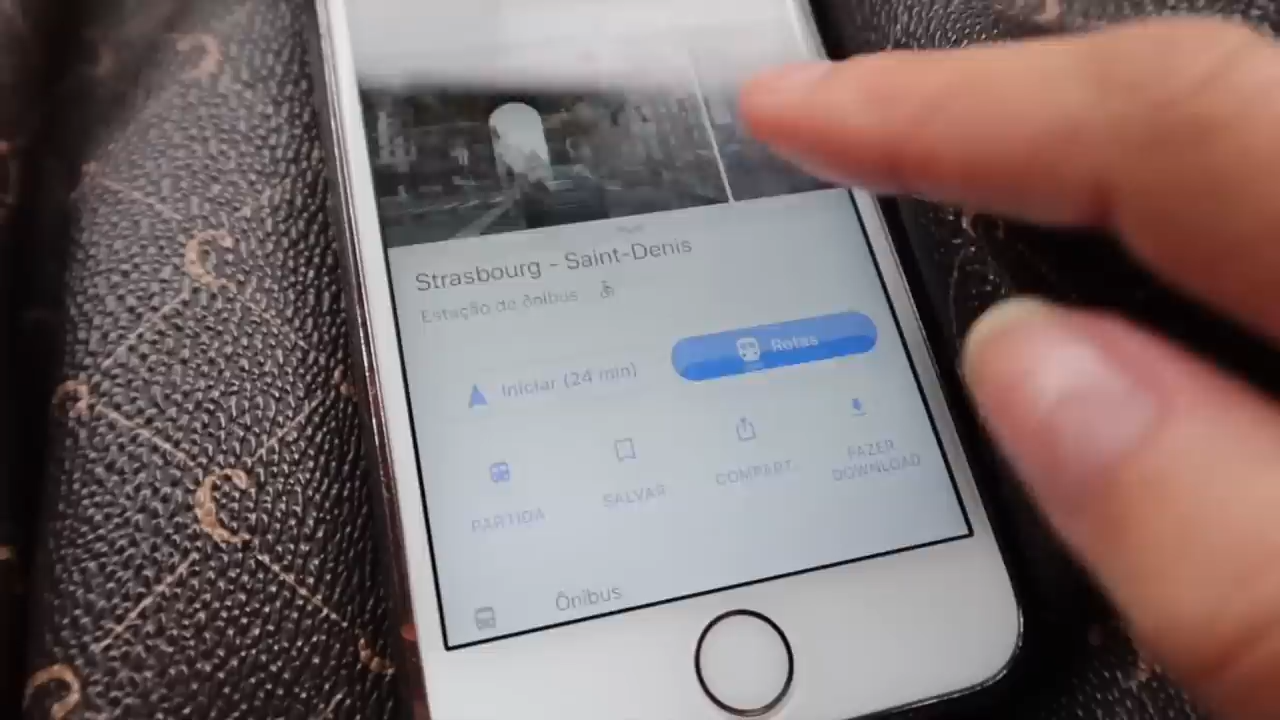 Strasbourg - Saint-Denis
Estação de ônibus
Iniciar (24 min)
Rotas
PARTIDA
SALVAR
COMPART.
FAZER
DOWNLOAD
Ônibus